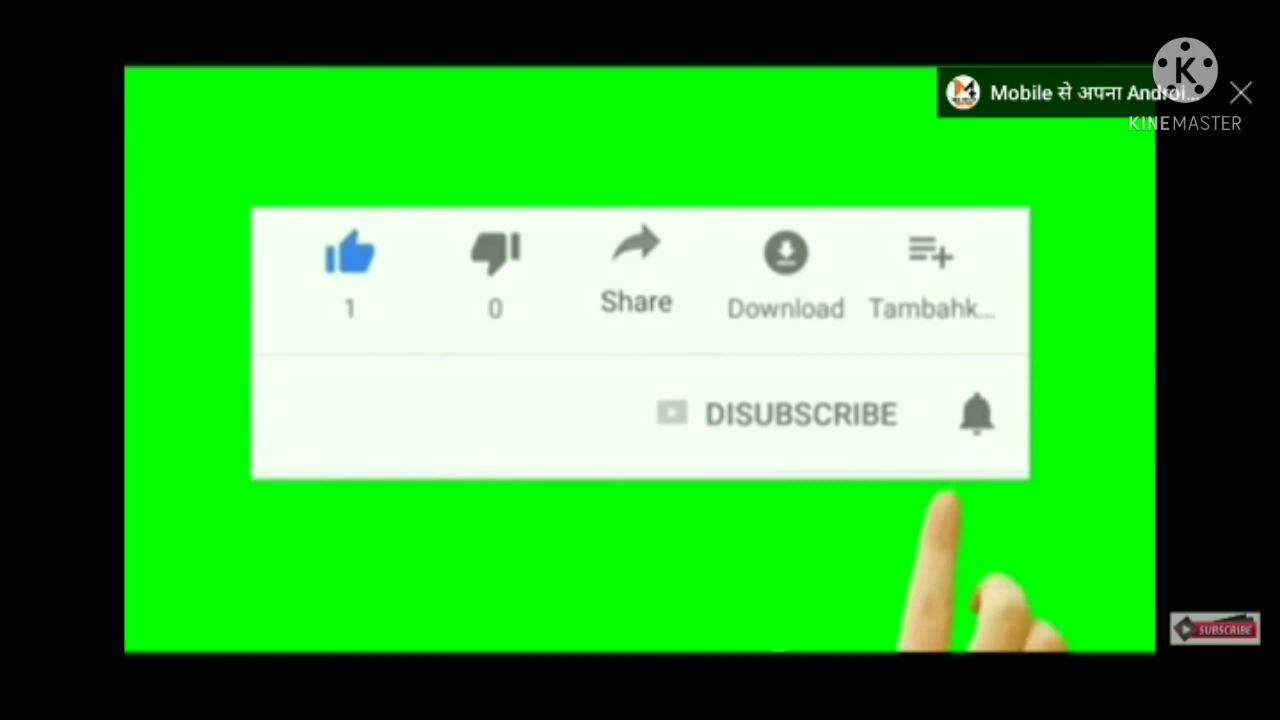 Mobile से अपना Androi...
KINEMASTER
1
0
Share
Download
Tambahk...
DISUBSCRIBE
SUBSCRIBE